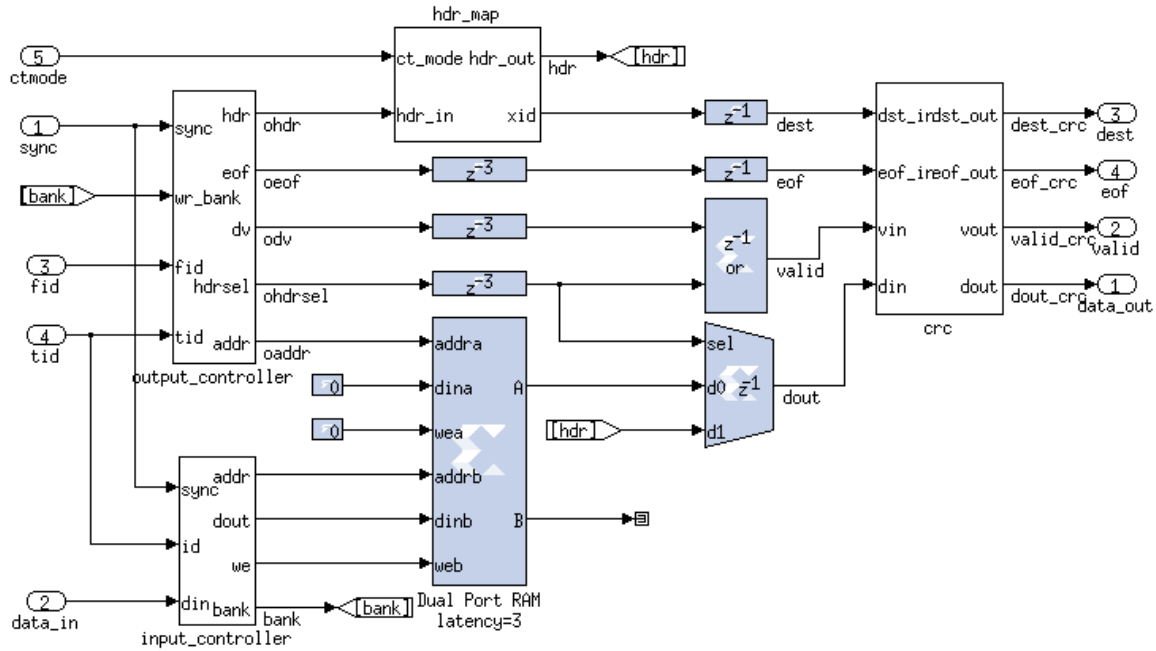 hdr_map
5
ctmode
ct_mode hdr_out
hdr
[hdr]
hdr_in xid
z-1
dest
1
sync
sync hdr
ohdr
eof
oeof
z-3
z-1
eof
[bank]
wr_bank
dv
odv
z-3
z-1
or
valid
3
fid
fid
hdrsel
ohdrsel
z-3
4
tid
tid addr
oaddr
output_controller
dst_in dst_out
dest_crc
3
dest
eof_in eof_out
eof_crc
4
eof
vin vout
valid_crc
2
valid
din dout
dout_crc
1
data_out
crc
addra
0
dina A
0
wea
addrb
dinb B
web
Dual Port RAM
latency=3
sel
d0 z-1
d1
dout
[hdr]
addr
sync
dout
id
we
2
data_in
din bank
bank
[bank]
input_controller